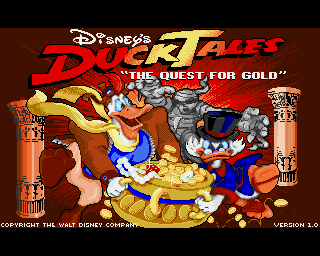 Disney's
DuckTales
"THE QUEST FOR GOLD"
COPYRIGHT THE WALT DISNEY COMPANY
VERSION 1.0